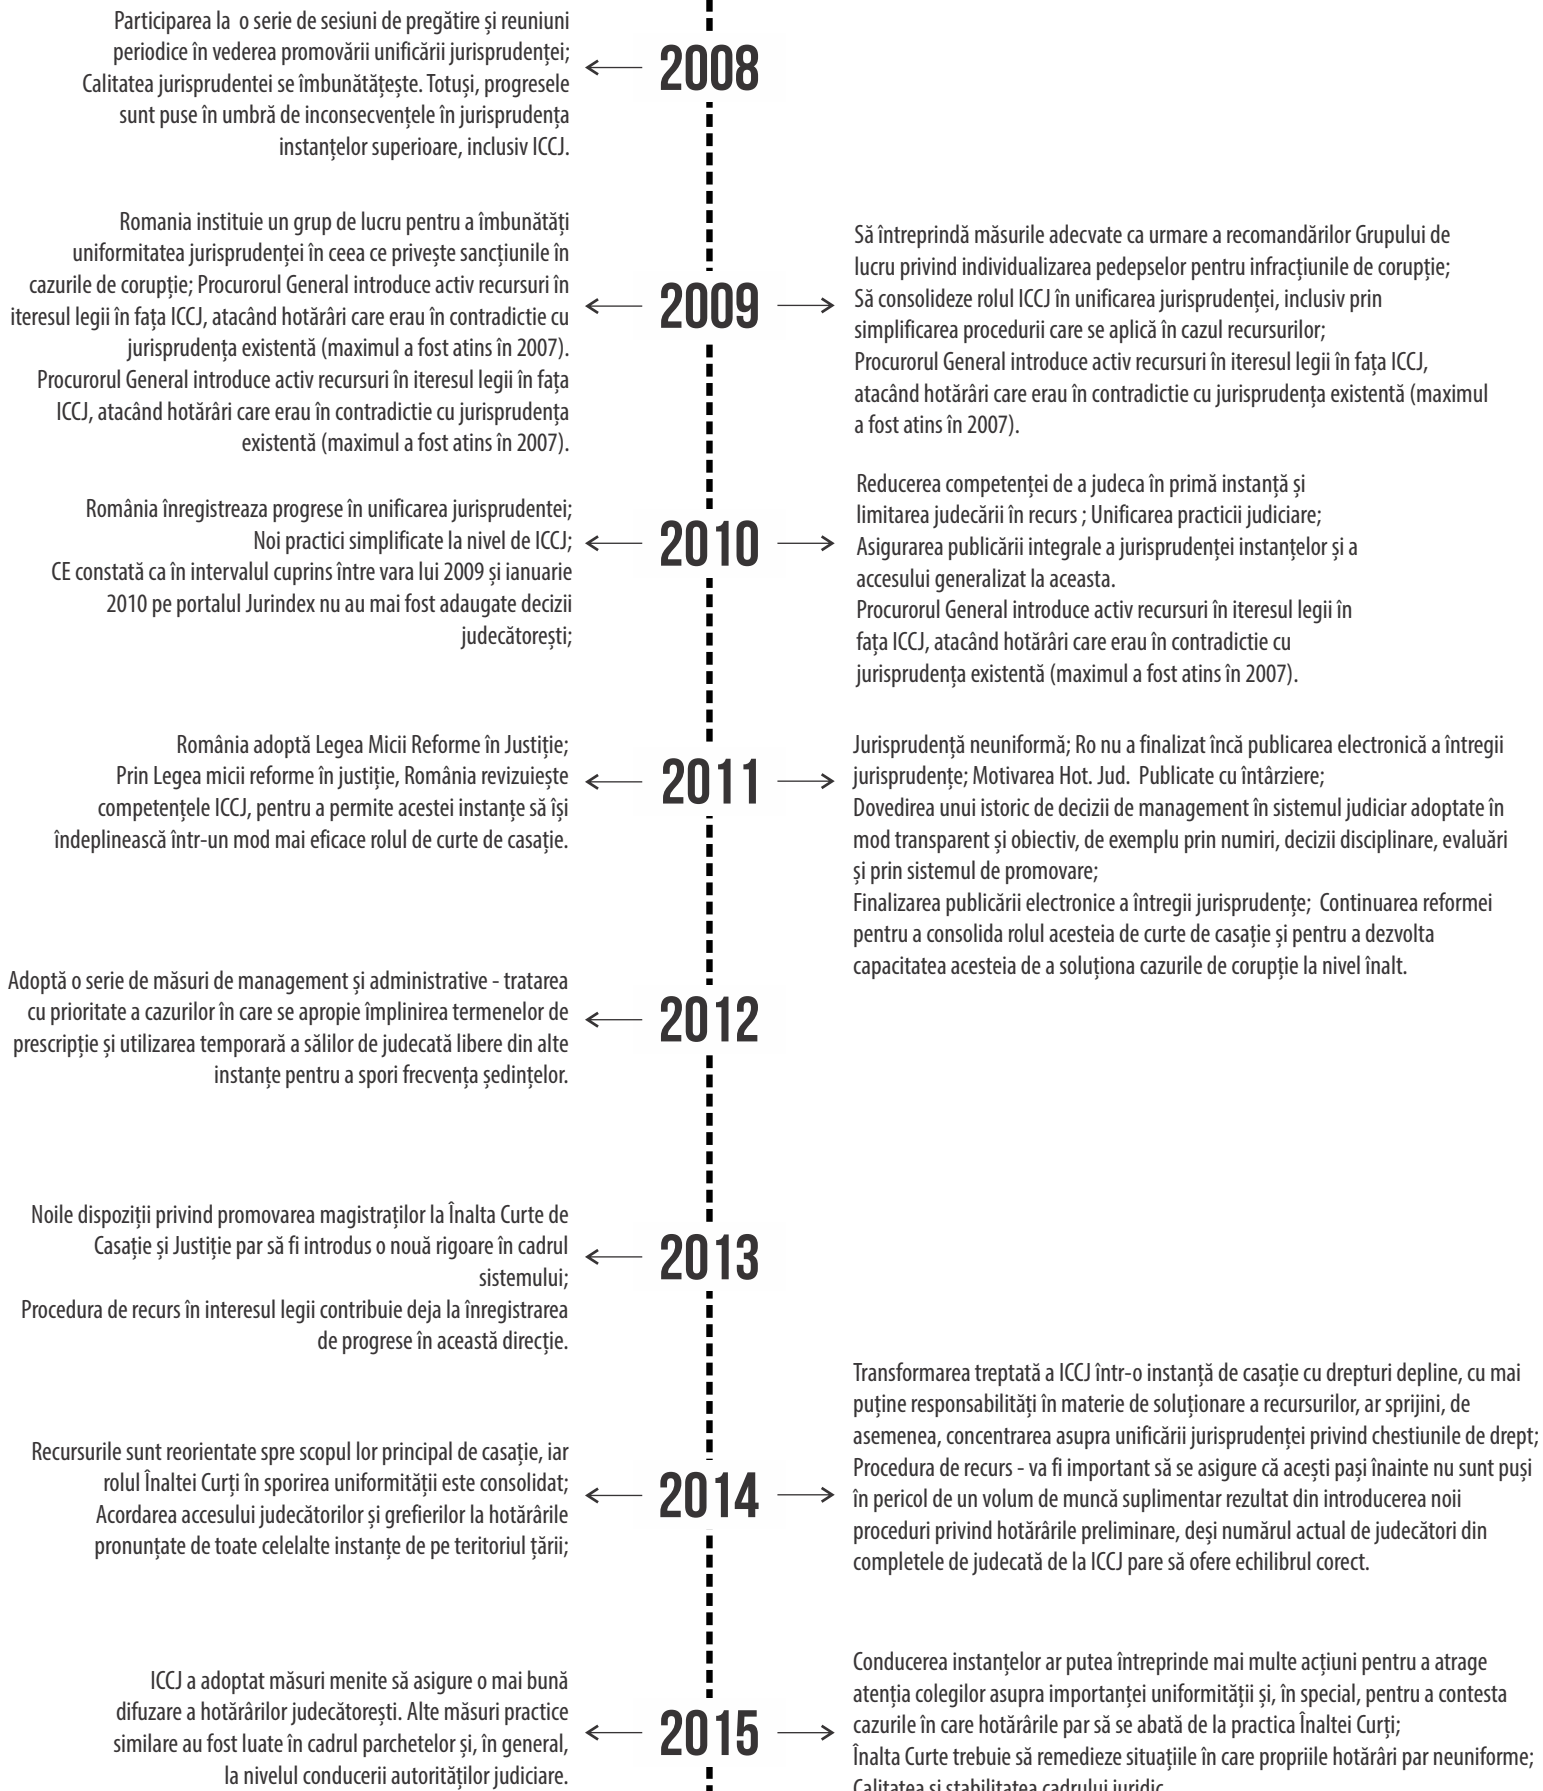 Participarea la  o serie de sesiuni de pregătire și reuniuni
periodice în vederea promovării unificării jurisprudenței;
Calitatea jurisprudentei se îmbunătățește. Totuși, progresele
sunt puse în umbră de inconsecvențele în jurisprudența
instanțelor superioare, inclusiv ICCJ.
2008
Romania instituie un grup de lucru pentru a îmbunătăți
uniformitatea jurisprudenței în ceea ce privește sancțiunile în
cazurile de corupție; Procurorul General introduce activ recursuri în
iteresul legii în fața ICCJ, atacând hotărâri care erau în contradictie cu
jurisprudența existentă (maximul a fost atins în 2007).
Procurorul General introduce activ recursuri în iteresul legii în fața
ICCJ, atacând hotărâri care erau în contradictie cu jurisprudența
existentă (maximul a fost atins în 2007).
2009
Să întreprindă măsurile adecvate ca urmare a recomandărilor Grupului de
lucru privind individualizarea pedepselor pentru infracțiunile de corupție;
Să consolideze rolul ICCJ în unificarea jurisprudenței, inclusiv prin
simplificarea procedurii care se aplică în cazul recursurilor;
Procurorul General introduce activ recursuri în iteresul legii în fața ICCJ,
atacând hotărâri care erau în contradictie cu jurisprudența existentă (maximul
a fost atins în 2007).
România înregistreaza progrese în unificarea jurisprudentei;
Noi practici simplificate la nivel de ICCJ;
CE constată ca în intervalul cuprins între vara lui 2009 și ianuarie
2010 pe portalul Jurindex nu au mai fost adaugate decizii
judecătorești;
2010
Reducerea competenței de a judeca în primă instanță și
limitarea judecării în recurs ; Unificarea practicii judiciare;
Asigurarea publicării integrale a jurisprudenței instanțelor și a
accesului generalizat la aceasta.
Procurorul General introduce activ recursuri în iteresul legii în
fața ICCJ, atacând hotărâri care erau în contradictie cu
jurisprudența existentă (maximul a fost atins în 2007).
România adoptă Legea Micii Reforme în Justiție;
Prin Legea micii reforme în justiție, România revizuiește
competențele ICCJ, pentru a permite acestei instanțe să își
îndeplinească într-un mod mai eficace rolul de curte de casație.
2011
Jurisprudență neuniformă; Ro nu a finalizat încă publicarea electronică a întregii
jurisprudențe; Motivarea Hot. Jud.  Publicate cu întârziere;
Dovedirea unui istoric de decizii de management în sistemul judiciar adoptate în
mod transparent și obiectiv, de exemplu prin numiri, decizii disciplinare, evaluări
și prin sistemul de promovare;
Finalizarea publicării electronice a întregii jurisprudențe;  Continuarea reformei
pentru a consolida rolul acesteia de curte de casație și pentru a dezvolta
capacitatea acesteia de a soluționa cazurile de corupție la nivel înalt.
Adoptă o serie de măsuri de management și administrative - tratarea
cu prioritate a cazurilor în care se apropie împlinirea termenelor de
prescripție și utilizarea temporară a sălilor de judecată libere din alte
instanțe pentru a spori frecvența ședințelor.
2012
Noile dispoziții privind promovarea magistraților la Înalta Curte de
Casație și Justiție par să fi introdus o nouă rigoare în cadrul
sistemului;
Procedura de recurs în interesul legii contribuie deja la înregistrarea
de progrese în această direcție.
2013
Recursurile sunt reorientate spre scopul lor principal de casație, iar
rolul Înaltei Curți în sporirea uniformității este consolidat;
Acordarea accesului judecătorilor și grefierilor la hotărârile
pronunțate de toate celelalte instanțe de pe teritoriul țării;
2014
Transformarea treptată a ICCJ într-o instanță de casație cu drepturi depline, cu mai
puține responsabilități în materie de soluționare a recursurilor, ar sprijini, de
asemenea, concentrarea asupra unificării jurisprudenței privind chestiunile de drept;
Procedura de recurs - va fi important să se asigure că acești pași înainte nu sunt puși
în pericol de un volum de muncă suplimentar rezultat din introducerea noii
proceduri privind hotărârile preliminare, deși numărul actual de judecători din
completele de judecată de la ICCJ pare să ofere echilibrul corect.
ICCJ a adoptat măsuri menite să asigure o mai bună
difuzare a hotărârilor judecătorești. Alte măsuri practice
similare au fost luate în cadrul parchetelor și, în general,
la nivelul conducerii autorităților judiciare.
2015
Conducerea instanțelor ar putea întreprinde mai multe acțiuni pentru a atrage
atenția colegilor asupra importanței uniformității și, în special, pentru a contesta
cazurile în care hotărârile par să se abată de la practica Înaltei Curți;
Înalta Curte trebuie să remedieze situațiile în care propriile hotărâri par neuniforme;
Calitatea și stabilitatea cadrului juridic